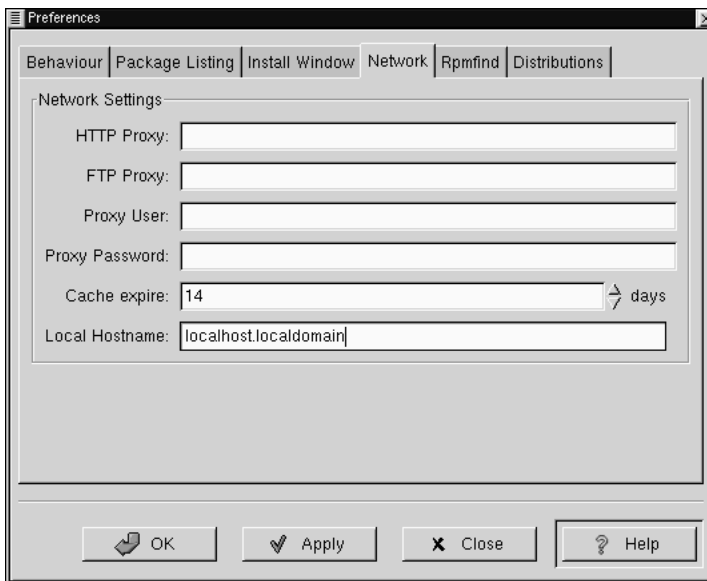 Preferences
Behaviour Package Listing Install Window Network Rpmfind Distributions
Network Settings
HTTP Proxy:
FTP Proxy:
Proxy User:
Proxy Password:
Cache expire: 14 days
Local Hostname: localhost.localdomain
OK Apply Close Help